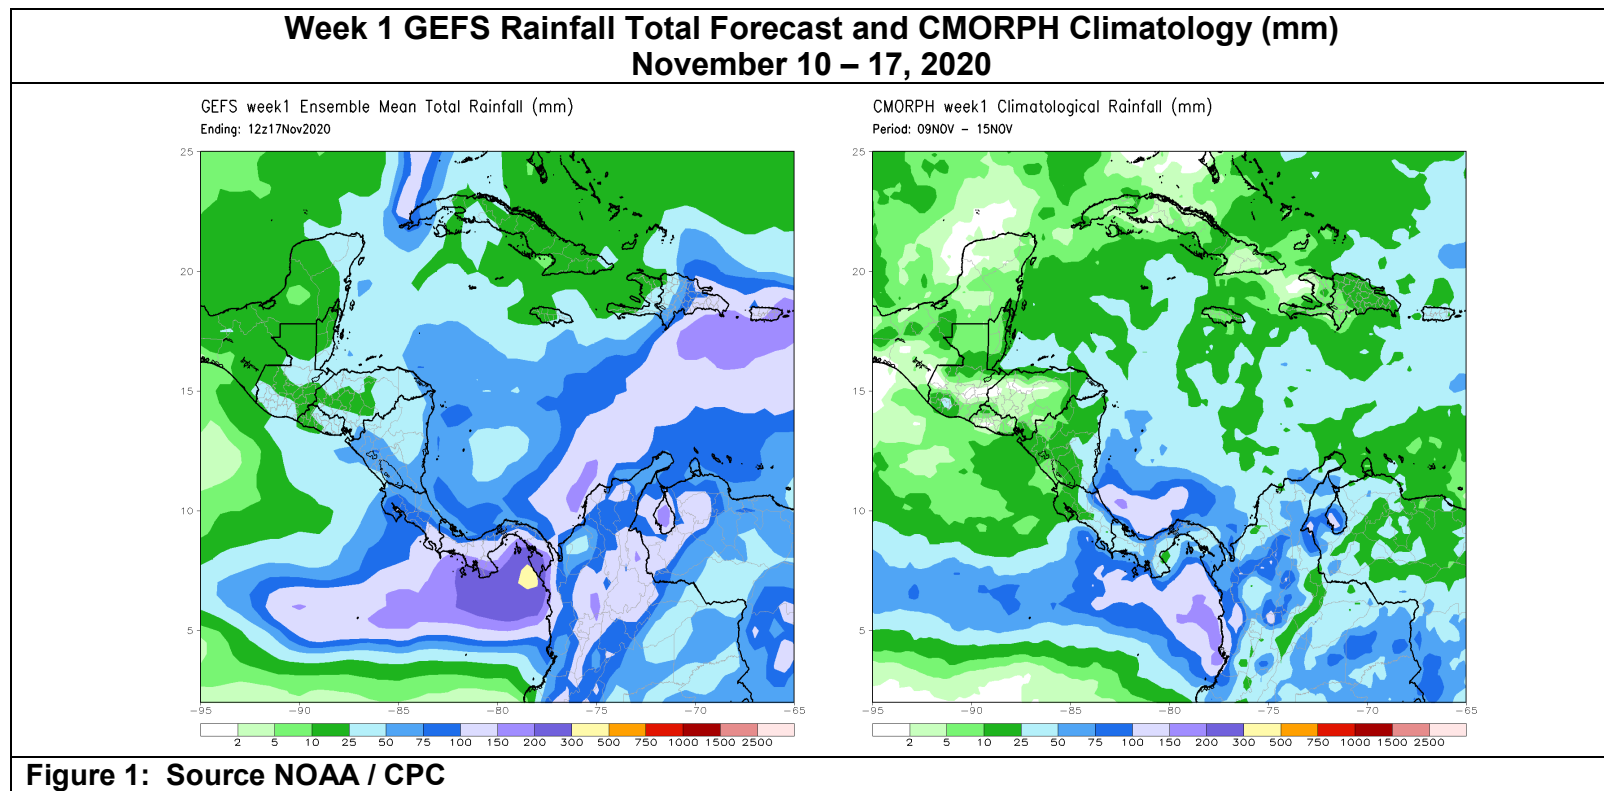 Week 1 GEFS Rainfall Total Forecast and CMORPH Climatology (mm)
November 10 – 17, 2020
GEFS week1 Ensemble Mean Total Rainfall (mm)
Ending: 12z17Nov2020
25
20
15
10
5
-95 -90 -85 -80 -75 -70 -65
2 5 10 25 50 75 100 150 200 300 500 750 1000 1500 2500
CMORPH week1 Climatological Rainfall (mm)
Period: 09NOV – 15NOV
25
20
15
10
5
-95 -90 -85 -80 -75 -70 -65
2 5 10 25 50 75 100 150 200 300 500 750 1000 1500 2500
Figure 1: Source NOAA / CPC